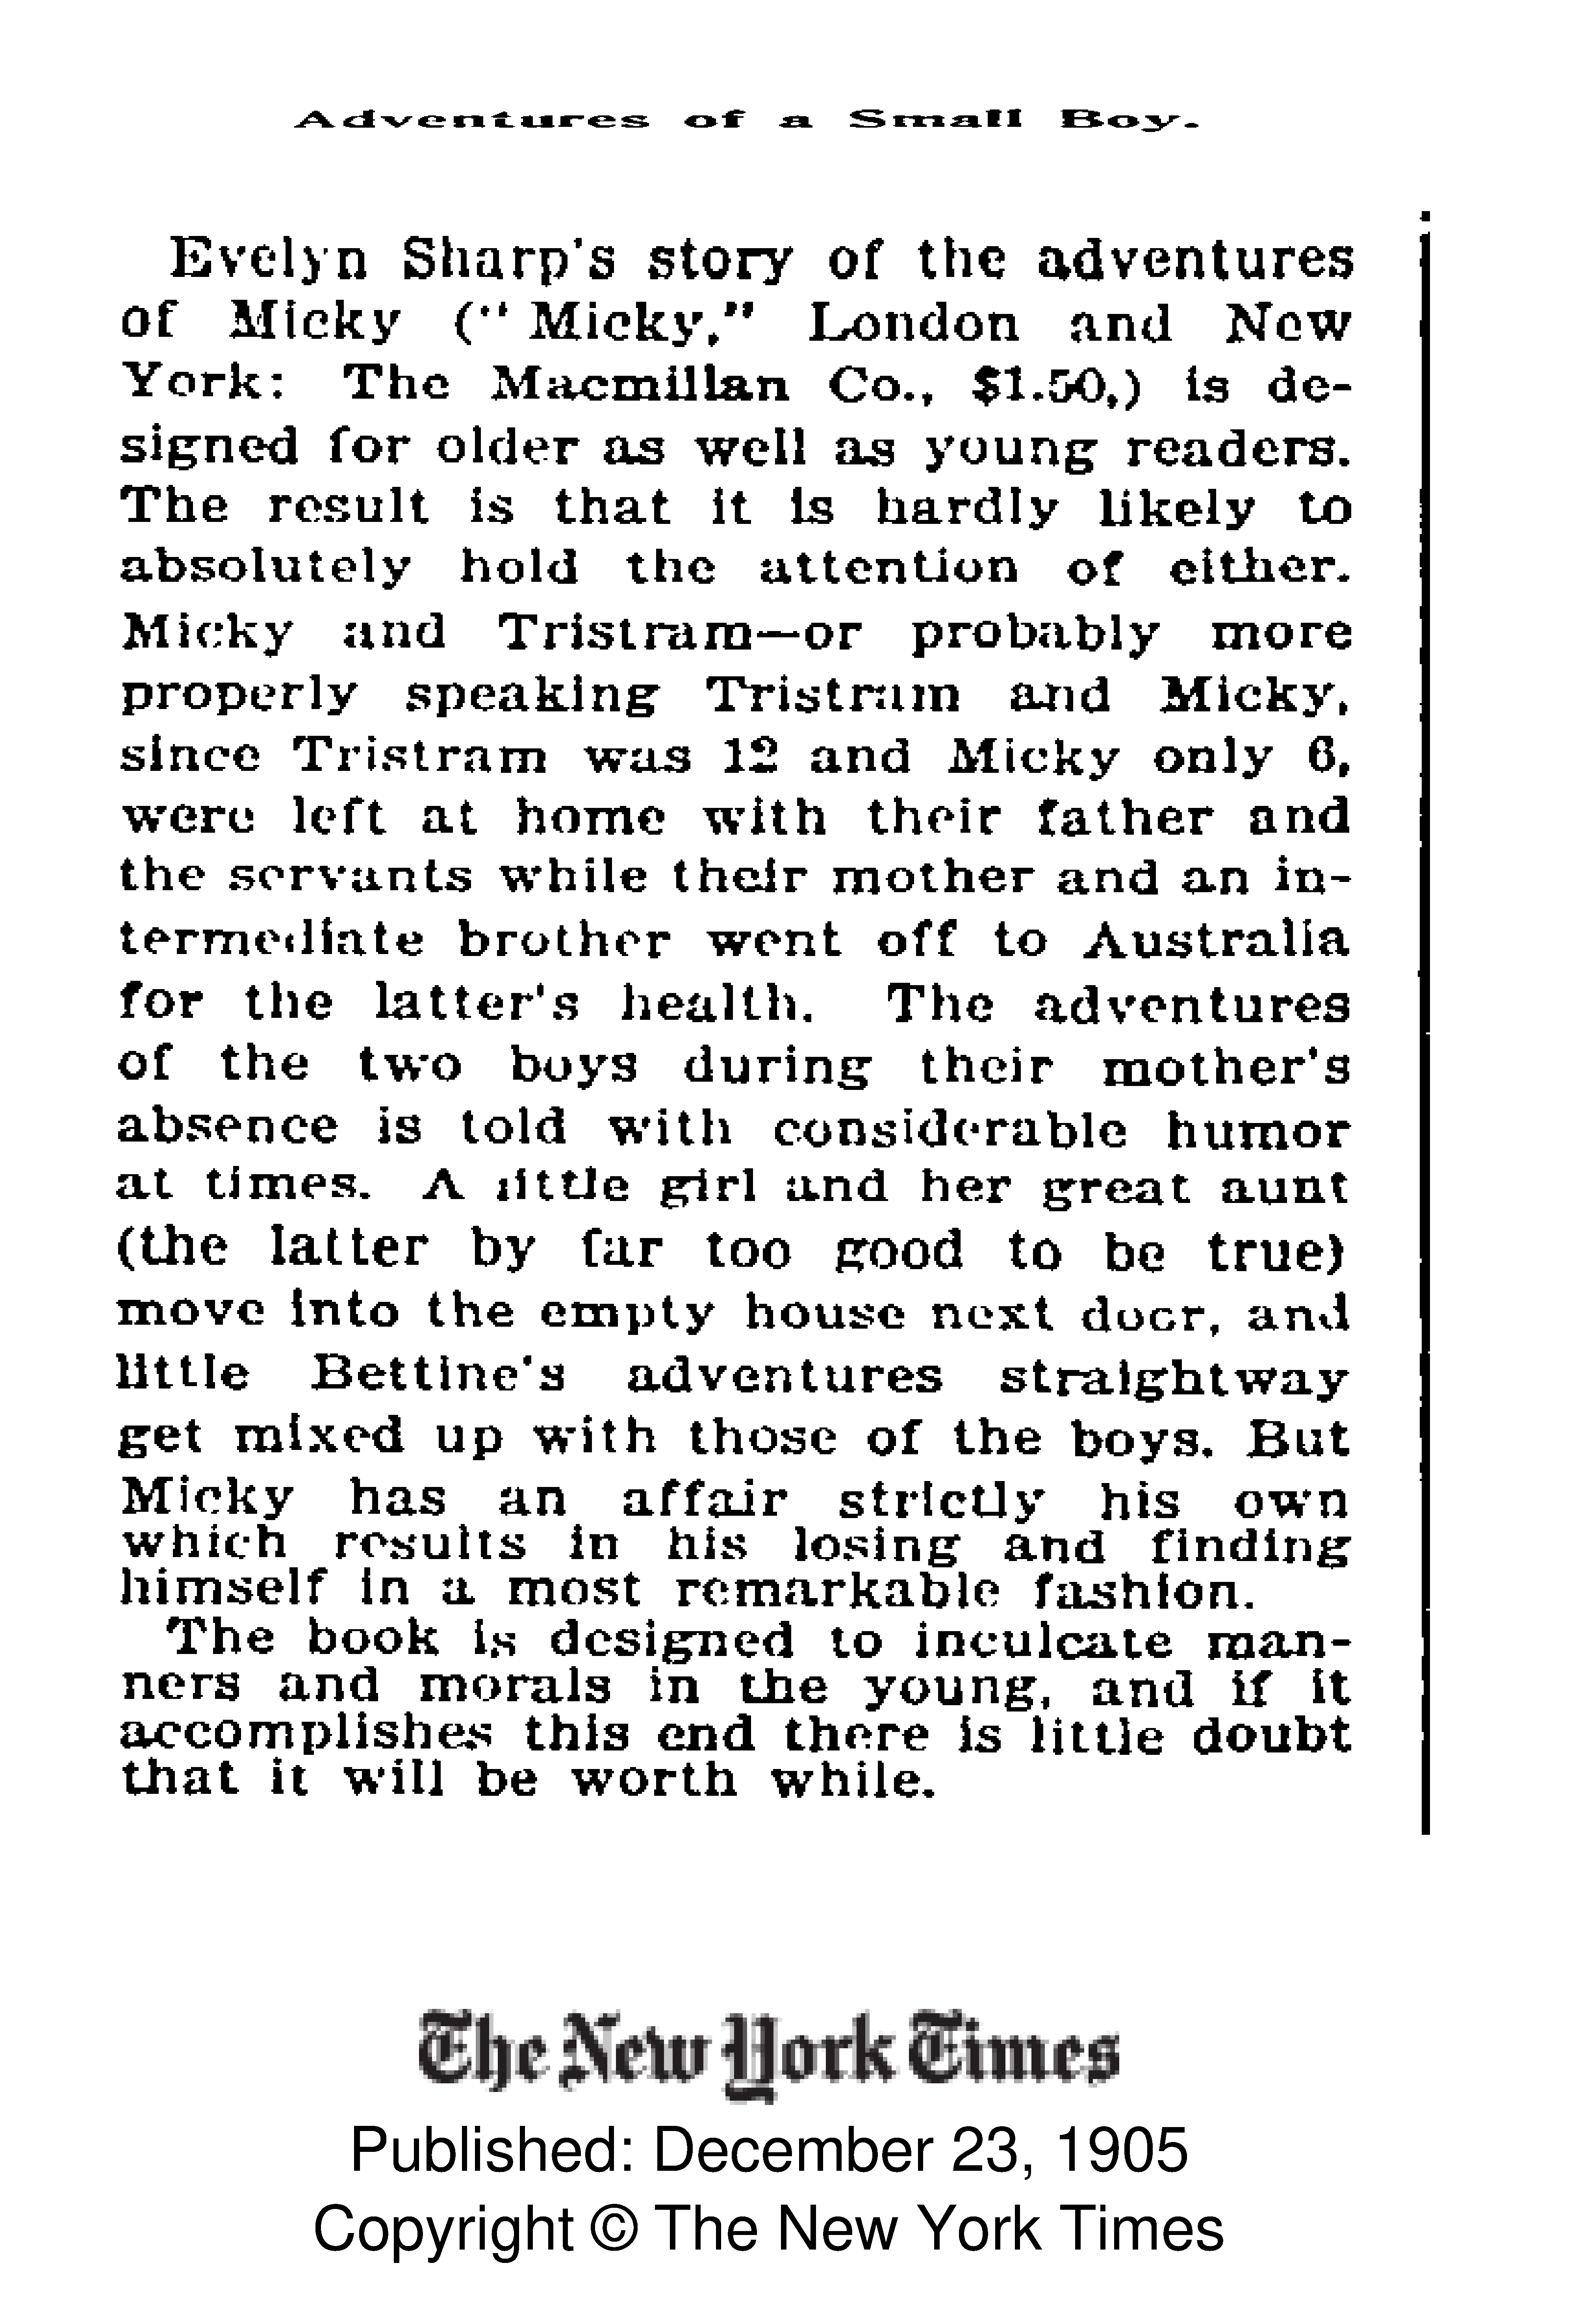 Adventures of a Small Boy.
Evelyn Sharp's story of the adventures
of Micky ("Micky," London and New
York: The Macmillan Co., $1.50,) is de-
signed for older as well as young readers.
The result is that it is hardly likely to
absolutely hold the attention of either.
Micky and Tristram—or probably more
properly speaking Tristram and Micky,
since Tristram was 12 and Micky only 6,
were left at home with their father and
the servants while their mother and an in-
termediate brother went off to Australia
for the latter's health. The adventures
of the two boys during their mother's
absence is told with considerable humor
at times. A little girl and her great aunt
(the latter by far too good to be true)
move into the empty house next door, and
little Bettine's adventures straightway
get mixed up with those of the boys. But
Micky has an affair strictly his own
which results in his losing and finding
himself in a most remarkable fashion.
The book is designed to inculcate man-
ners and morals in the young, and if it
accomplishes this end there is little doubt
that it will be worth while.
The New York Times
Published: December 23, 1905
Copyright © The New York Times